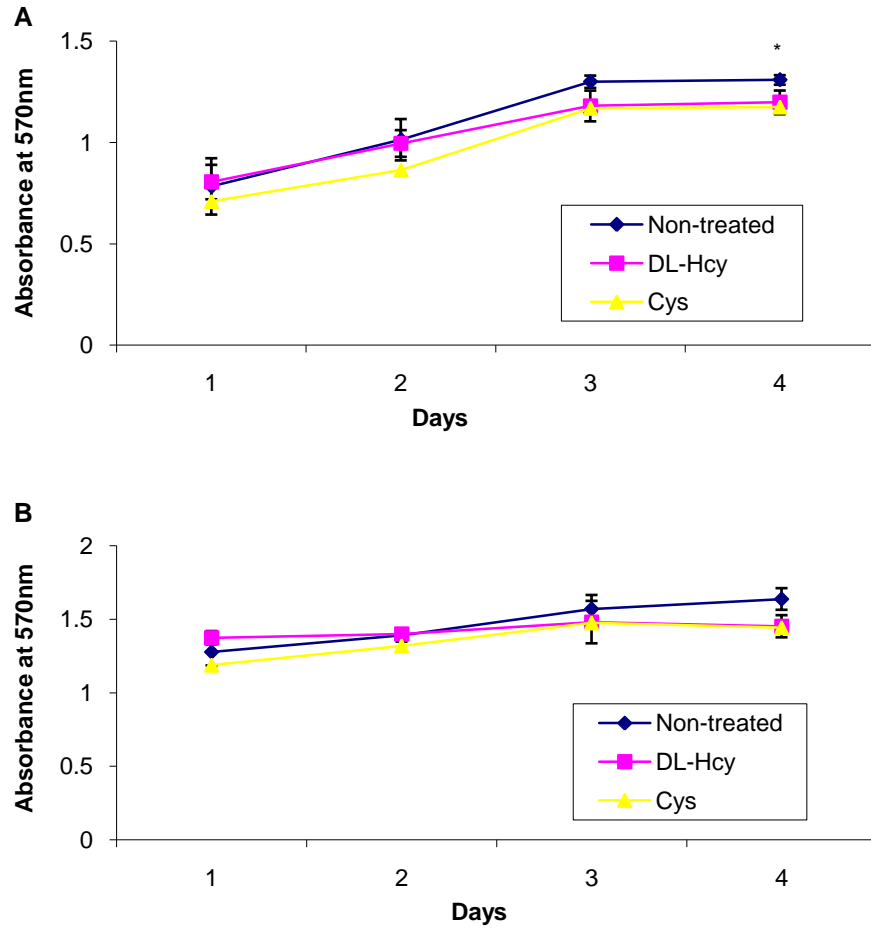 A
Absorbance at 570nm
1.5
1
0.5
0
*
Non-treated
DL-Hcy
Cys
1 2 3 4
Days
B
Absorbance at 570nm
2
1.5
1
0.5
0
Non-treated
DL-Hcy
Cys
1 2 3 4
Days